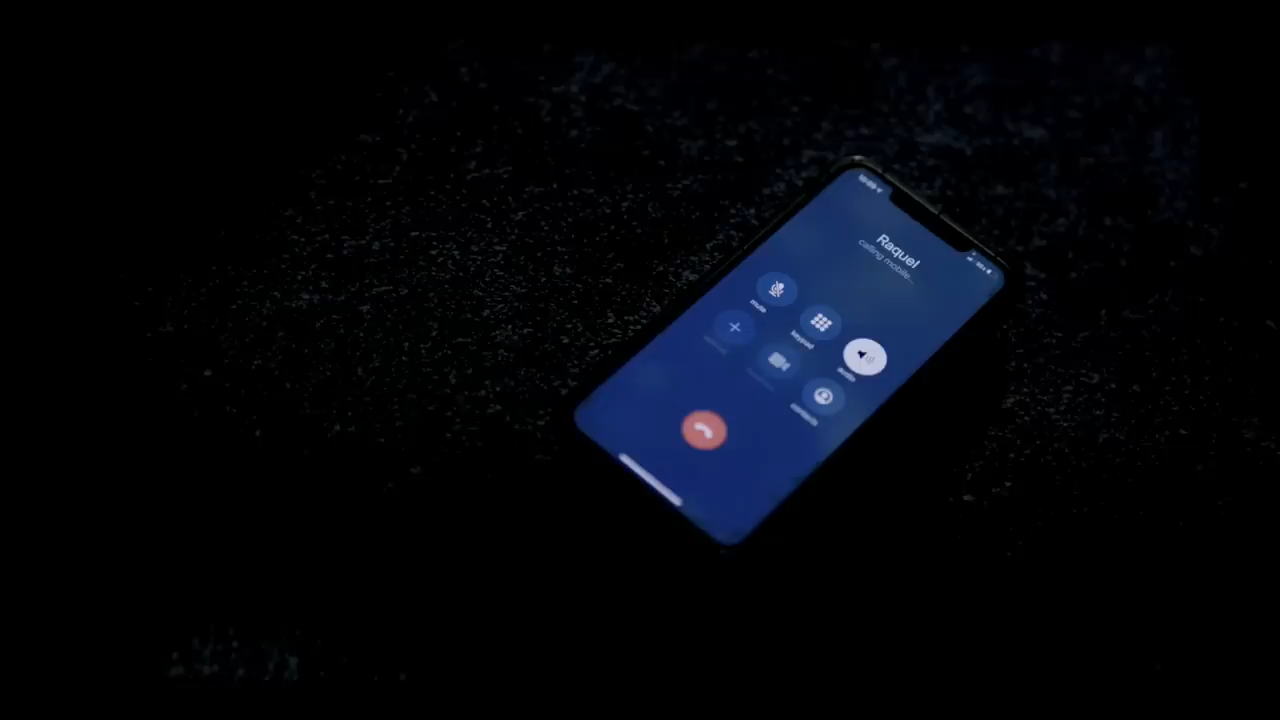 Raquel
calling mobile...
mute
keypad
audio
contacts